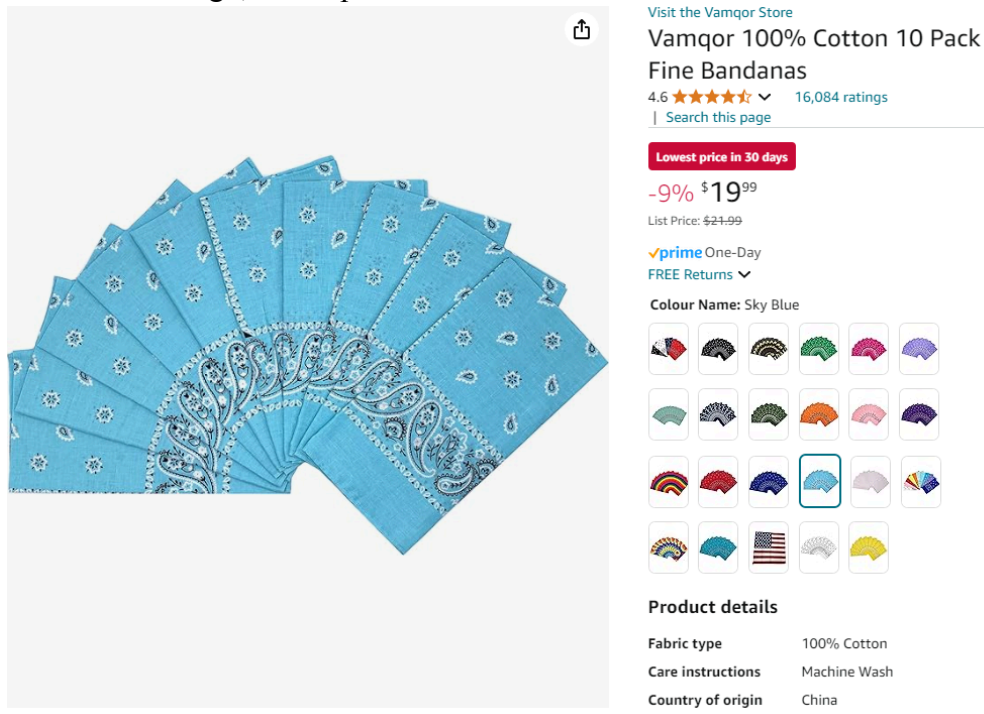 Visit the Vamqor Store
Vamqor 100% Cotton 10 Pack
Fine Bandanas
4.6 16,084 ratings
| Search this page
Lowest price in 30 days
-9% $19⁹⁹
List Price: $21.99
prime One-Day
FREE Returns
Colour Name: Sky Blue
Product details
Fabric type 100% Cotton
Care instructions Machine Wash
Country of origin China